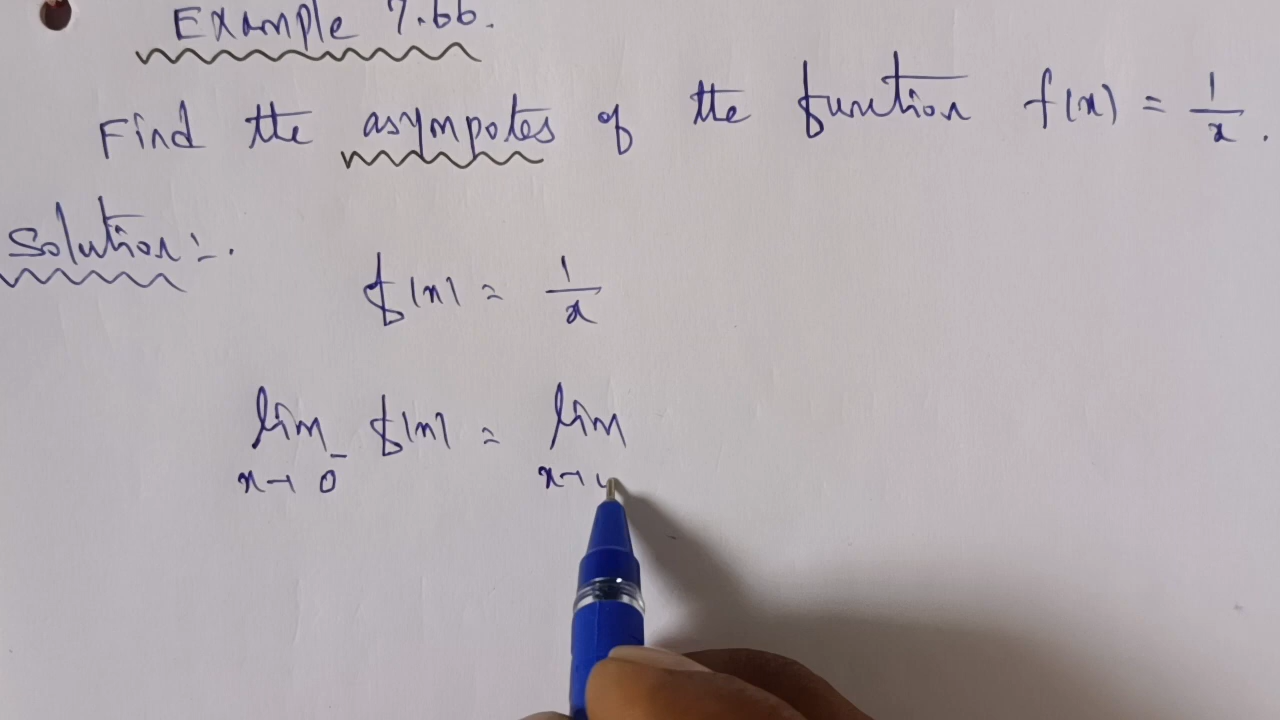 Example 7.66.
Find the asympotes of the function f(x) = 1/x.
Solution:-.
f(x) = 1/x
lim x→0⁻ f(x) = lim x→